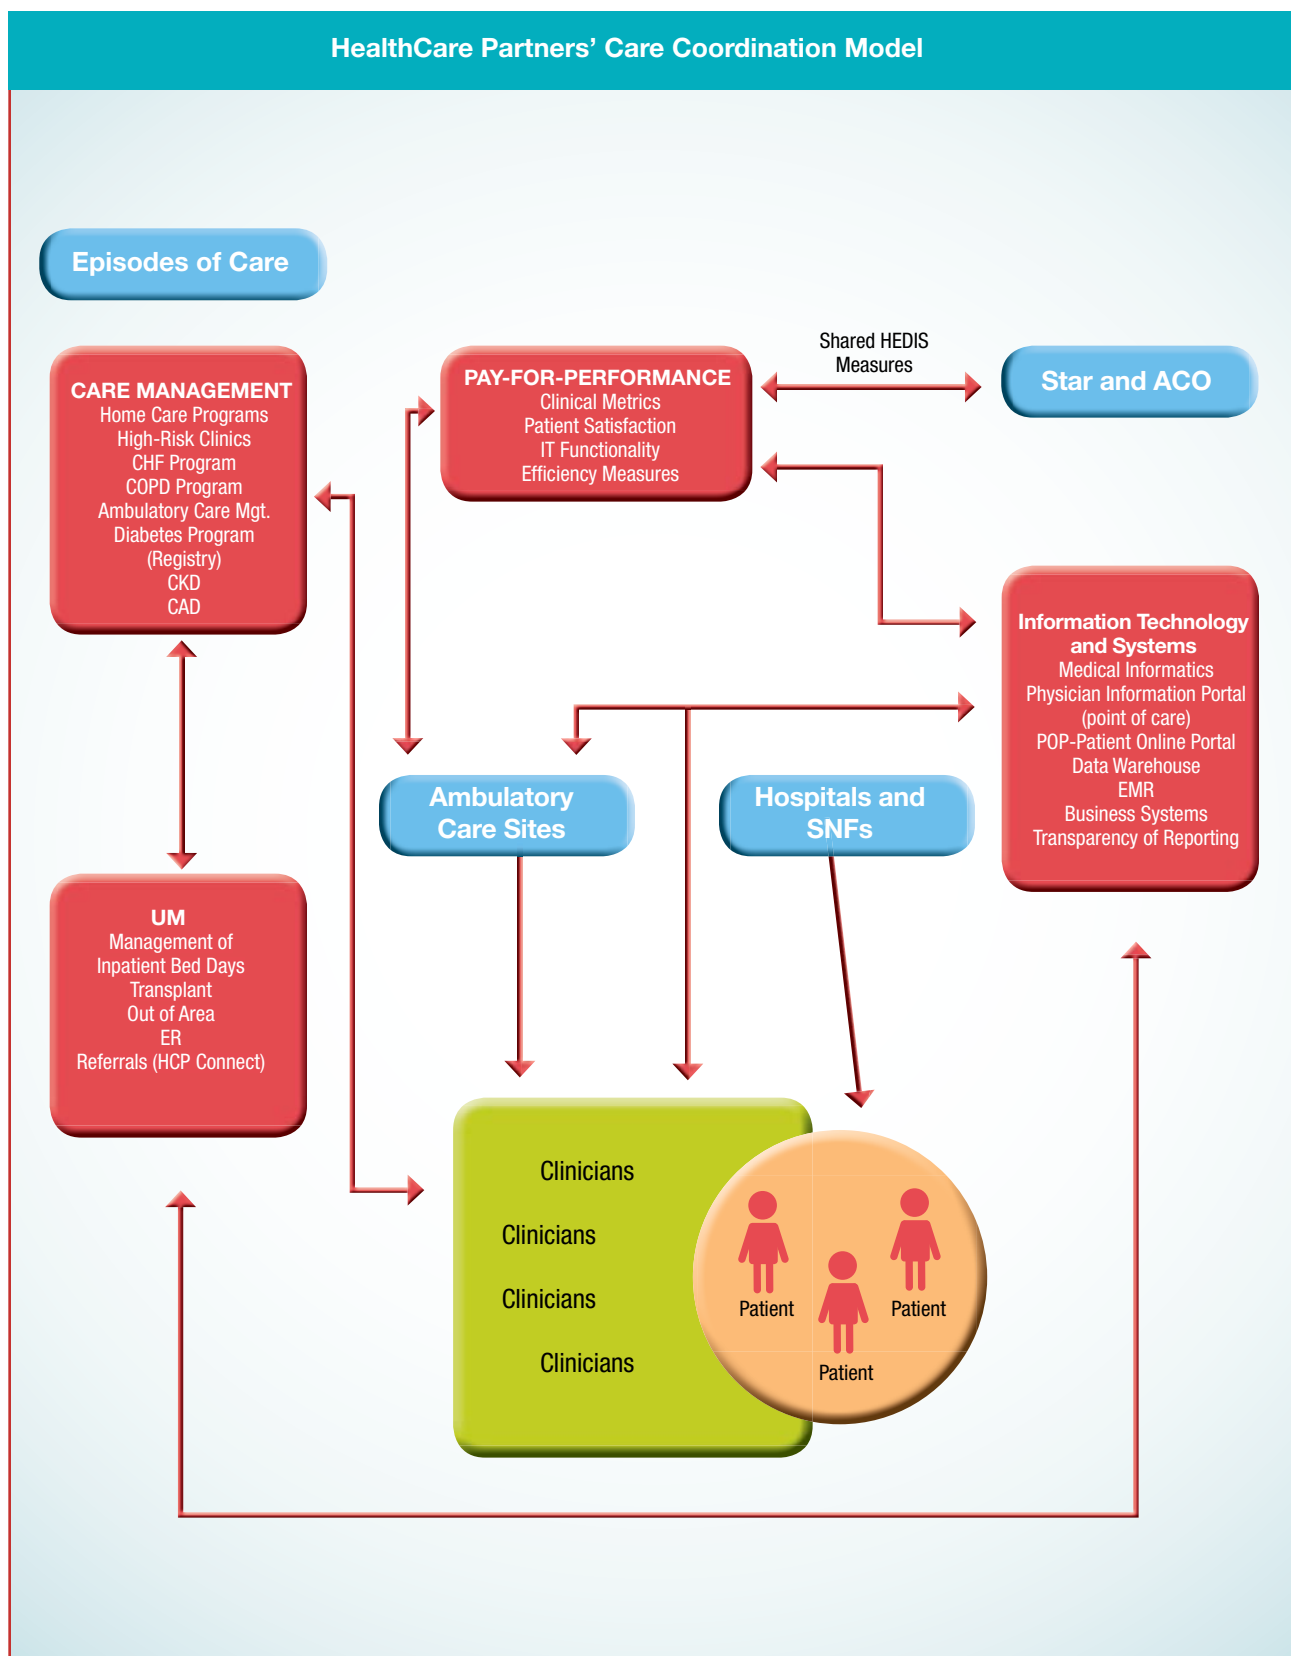 HealthCare Partners’ Care Coordination Model
Episodes of Care
CARE MANAGEMENT
Home Care Programs
High-Risk Clinics
CHF Program
COPD Program
Ambulatory Care Mgt.
Diabetes Program
(Registry)
CKD
CAD
PAY-FOR-PERFORMANCE
Clinical Metrics
Patient Satisfaction
IT Functionality
Efficiency Measures
Shared HEDIS
Measures
Star and ACO
Information Technology
and Systems
Medical Informatics
Physician Information Portal
(point of care)
POP-Patient Online Portal
Data Warehouse
EMR
Business Systems
Transparency of Reporting
Ambulatory
Care Sites
Hospitals and
SNFs
UM
Management of
Inpatient Bed Days
Transplant
Out of Area
ER
Referrals (HCP Connect)
Clinicians
Clinicians
Clinicians
Clinicians
Patient
Patient
Patient